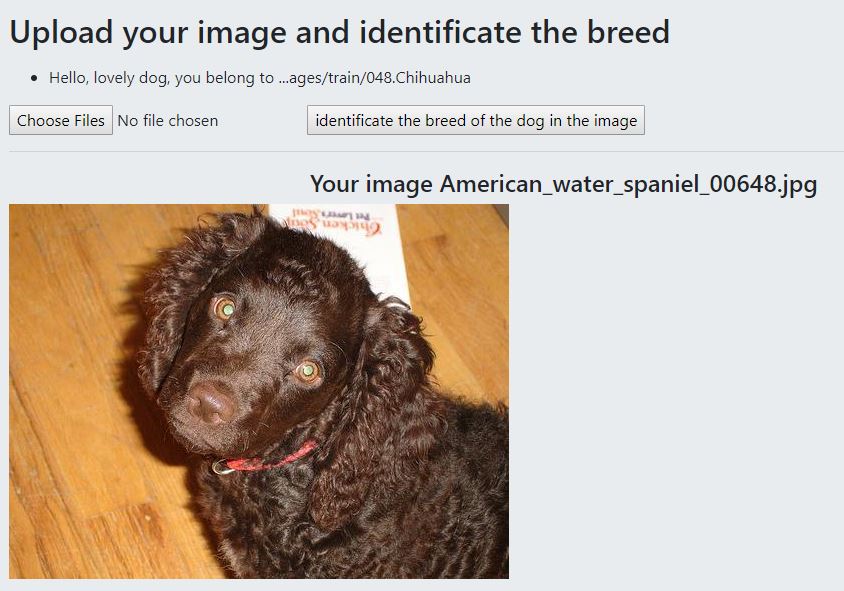 Upload your image and identificate the breed
Hello, lovely dog, you belong to ...ages/train/048.Chihuahua
Choose Files No file chosen identificate the breed of the dog in the image
Your image American_water_spaniel_00648.jpg
Pet Lover's Soul
Chicken Soup